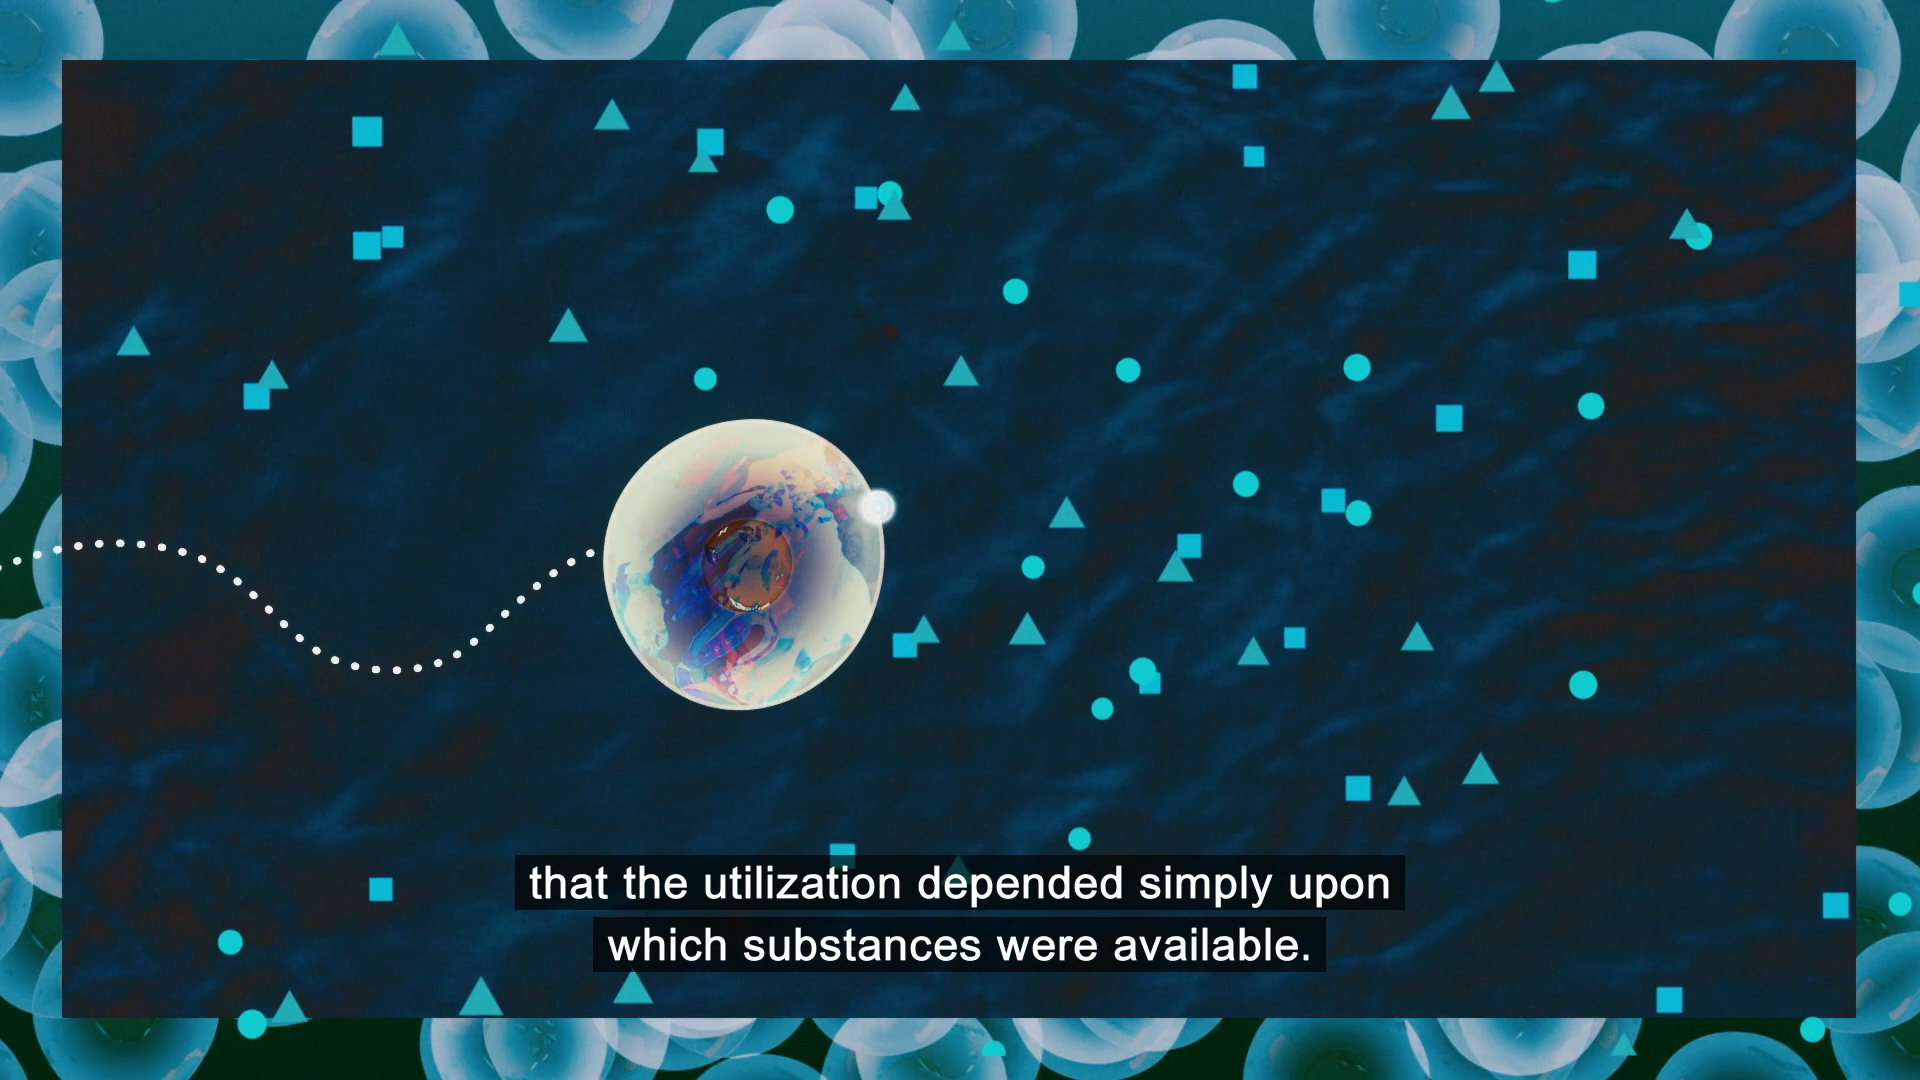 that the utilization depended simply upon
which substances were available.